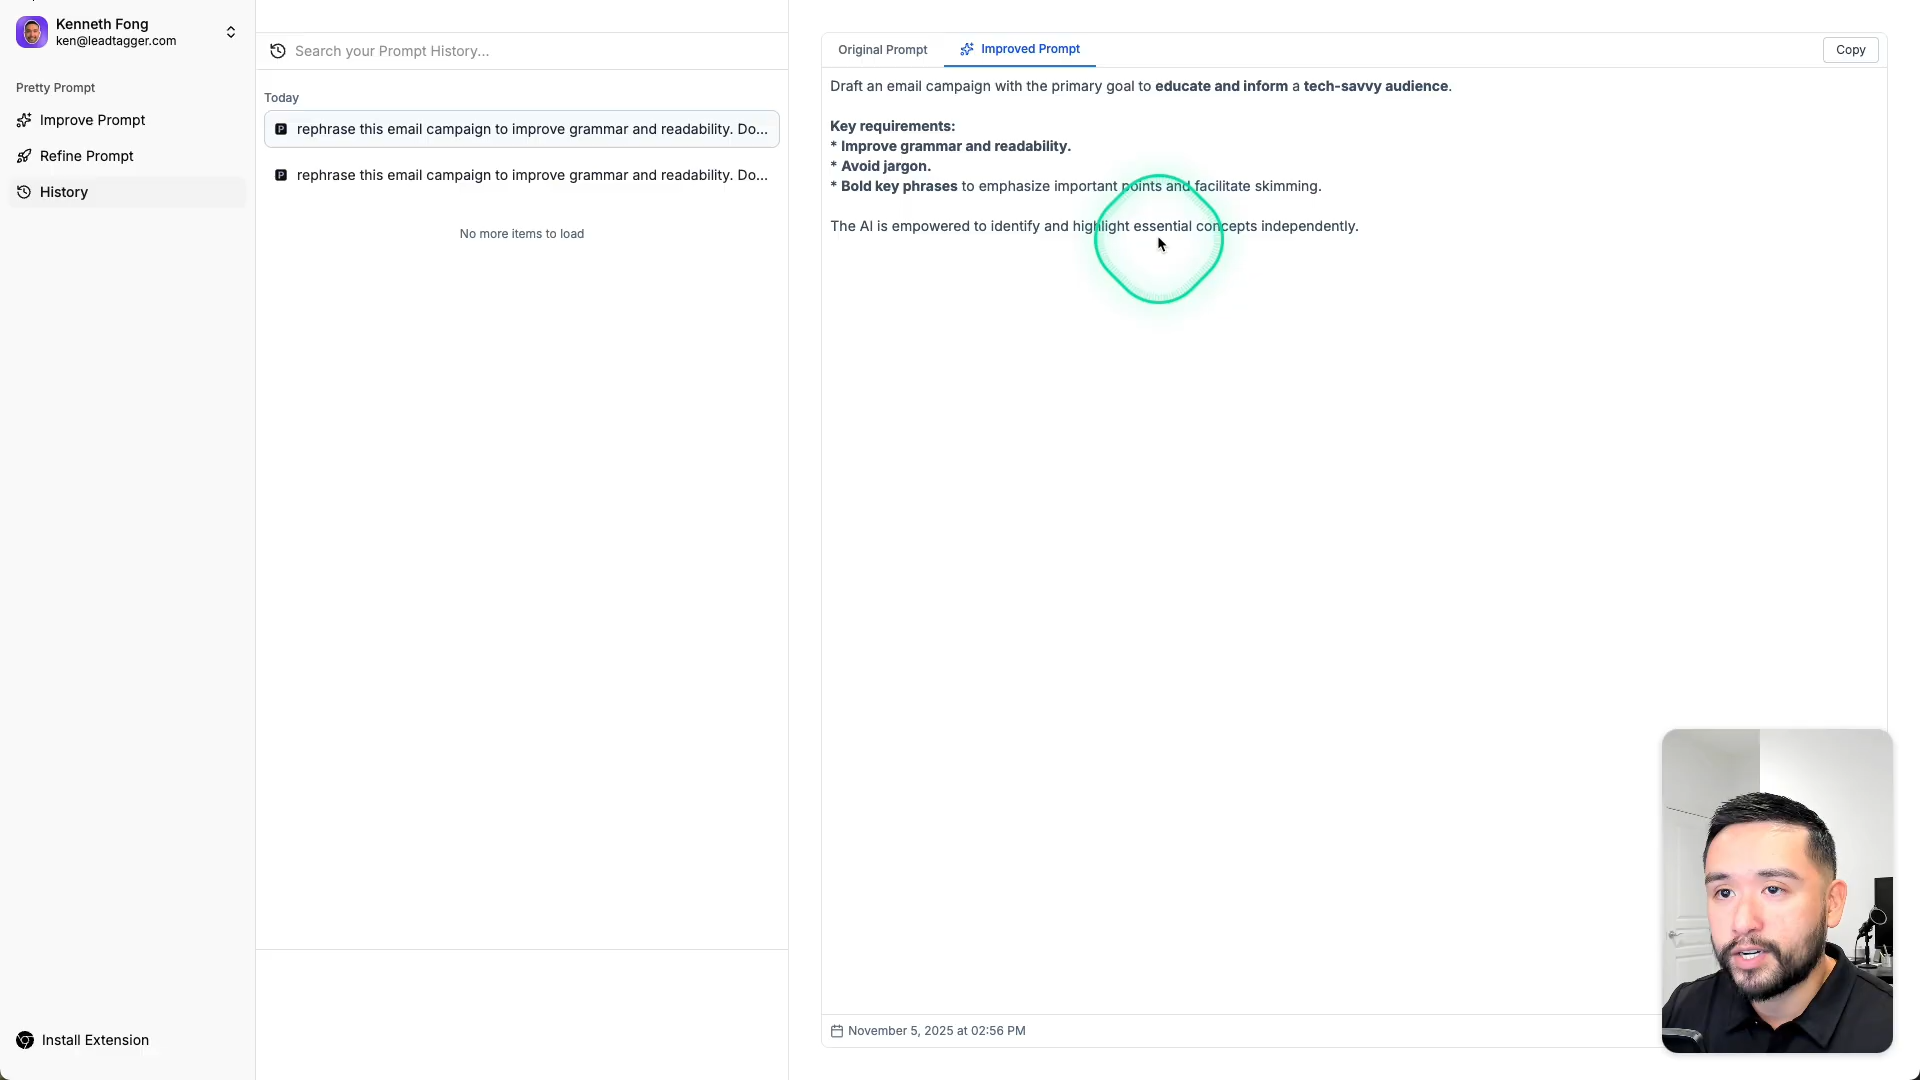 Kenneth Fong
ken@leadtagger.com
Pretty Prompt
Improve Prompt
Refine Prompt
History
Install Extension
Search your Prompt History...
Today
rephrase this email campaign to improve grammar and readability. Do...
rephrase this email campaign to improve grammar and readability. Do...
No more items to load
Original Prompt
Improved Prompt
Copy
Draft an email campaign with the primary goal to educate and inform a tech-savvy audience.
Key requirements:
* Improve grammar and readability.
* Avoid jargon.
* Bold key phrases to emphasize important points and facilitate skimming.
The AI is empowered to identify and highlight essential concepts independently.
November 5, 2025 at 02:56 PM